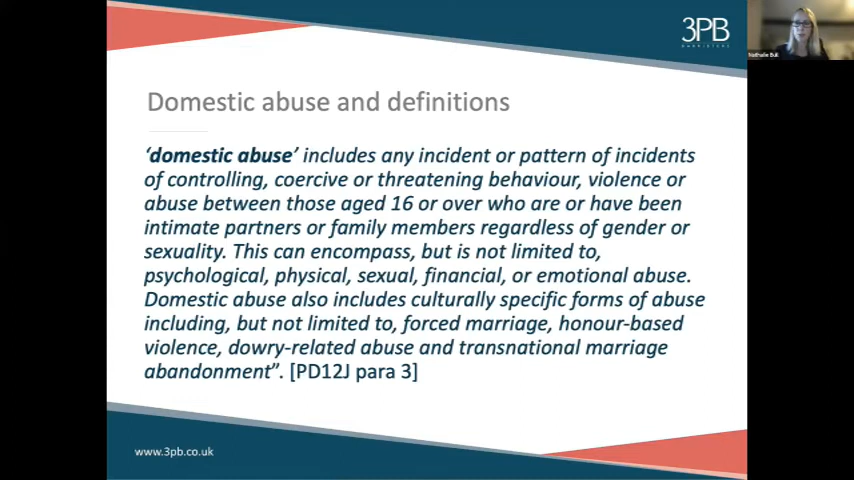 3PB
BARRISTERS
Nathalie Bull
Domestic abuse and definitions
‘domestic abuse’ includes any incident or pattern of incidents
of controlling, coercive or threatening behaviour, violence or
abuse between those aged 16 or over who are or have been
intimate partners or family members regardless of gender or
sexuality. This can encompass, but is not limited to,
psychological, physical, sexual, financial, or emotional abuse.
Domestic abuse also includes culturally specific forms of abuse
including, but not limited to, forced marriage, honour-based
violence, dowry-related abuse and transnational marriage
abandonment”. [PD12J para 3]
www.3pb.co.uk